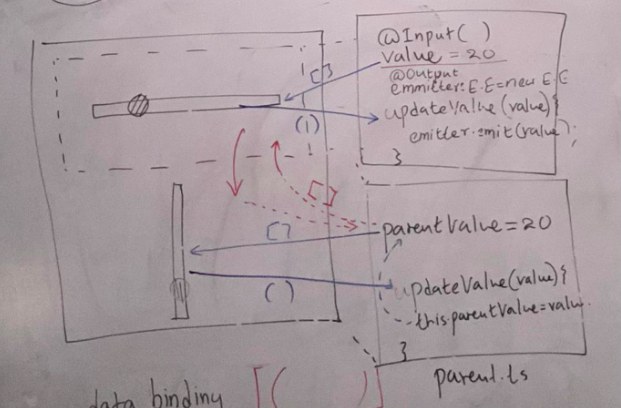 @Input( )
value = 20
@Output
emmitter: E.E = new E.E
updateValue(value){
emitter.emit(value);
}
[ ]
( )
[ ]
parentValue = 20
[ ]
( )
updateValue(value){
this.parentValue = value.
}
parent.ts
data binding [( )]